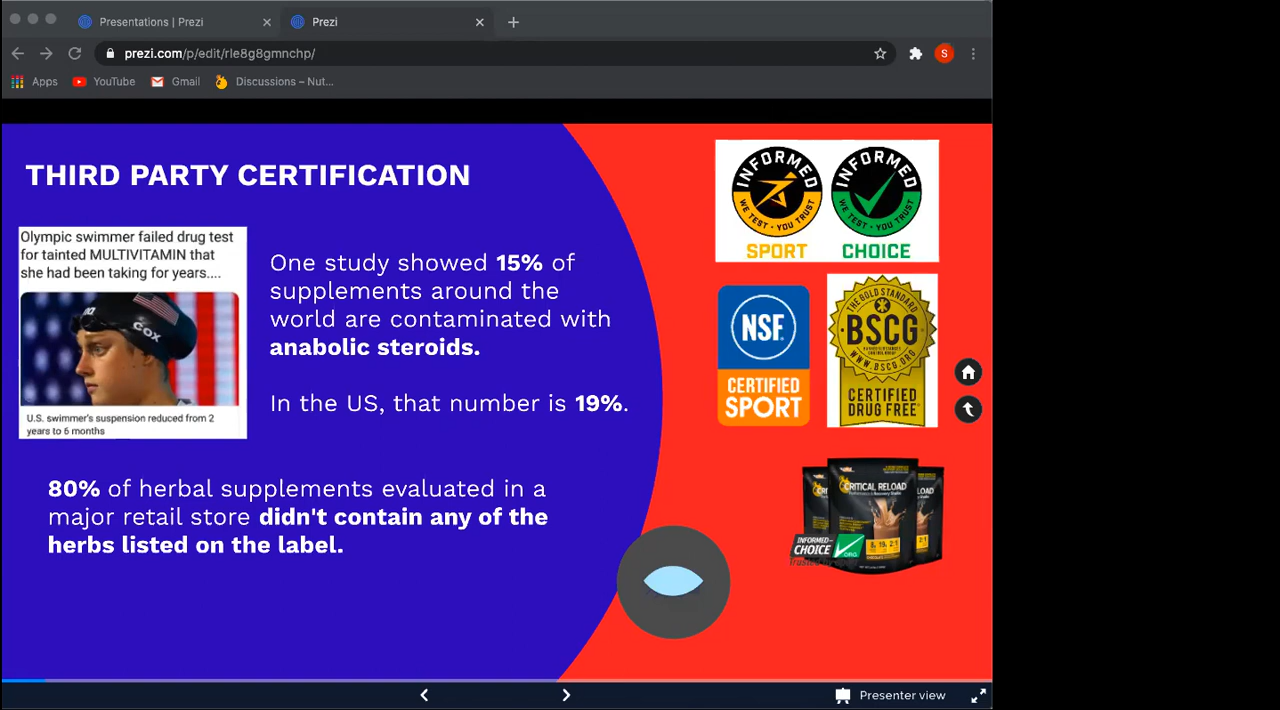 Presentations | Prezi
Prezi
prezi.com/p/edit/rle8g8gmnchp/
S
Apps
YouTube
Gmail
Discussions – Nut...
THIRD PARTY CERTIFICATION
Olympic swimmer failed drug test
for tainted MULTIVITAMIN that
she had been taking for years....
COX
U.S. swimmer's suspension reduced from 2
years to 6 months
One study showed 15% of
supplements around the
world are contaminated with
anabolic steroids.
In the US, that number is 19%.
80% of herbal supplements evaluated in a
major retail store didn't contain any of the
herbs listed on the label.
INFORMED
WE TEST • YOU TRUST
SPORT
INFORMED
WE TEST • YOU TRUST
CHOICE
NSF
CERTIFIED
SPORT
THE GOLD STANDARD
BSCG
WWW.BSCG.ORG
CERTIFIED
DRUG FREE
CRITICAL RELOAD
INFORMED-
CHOICE
.ORG
Presenter view